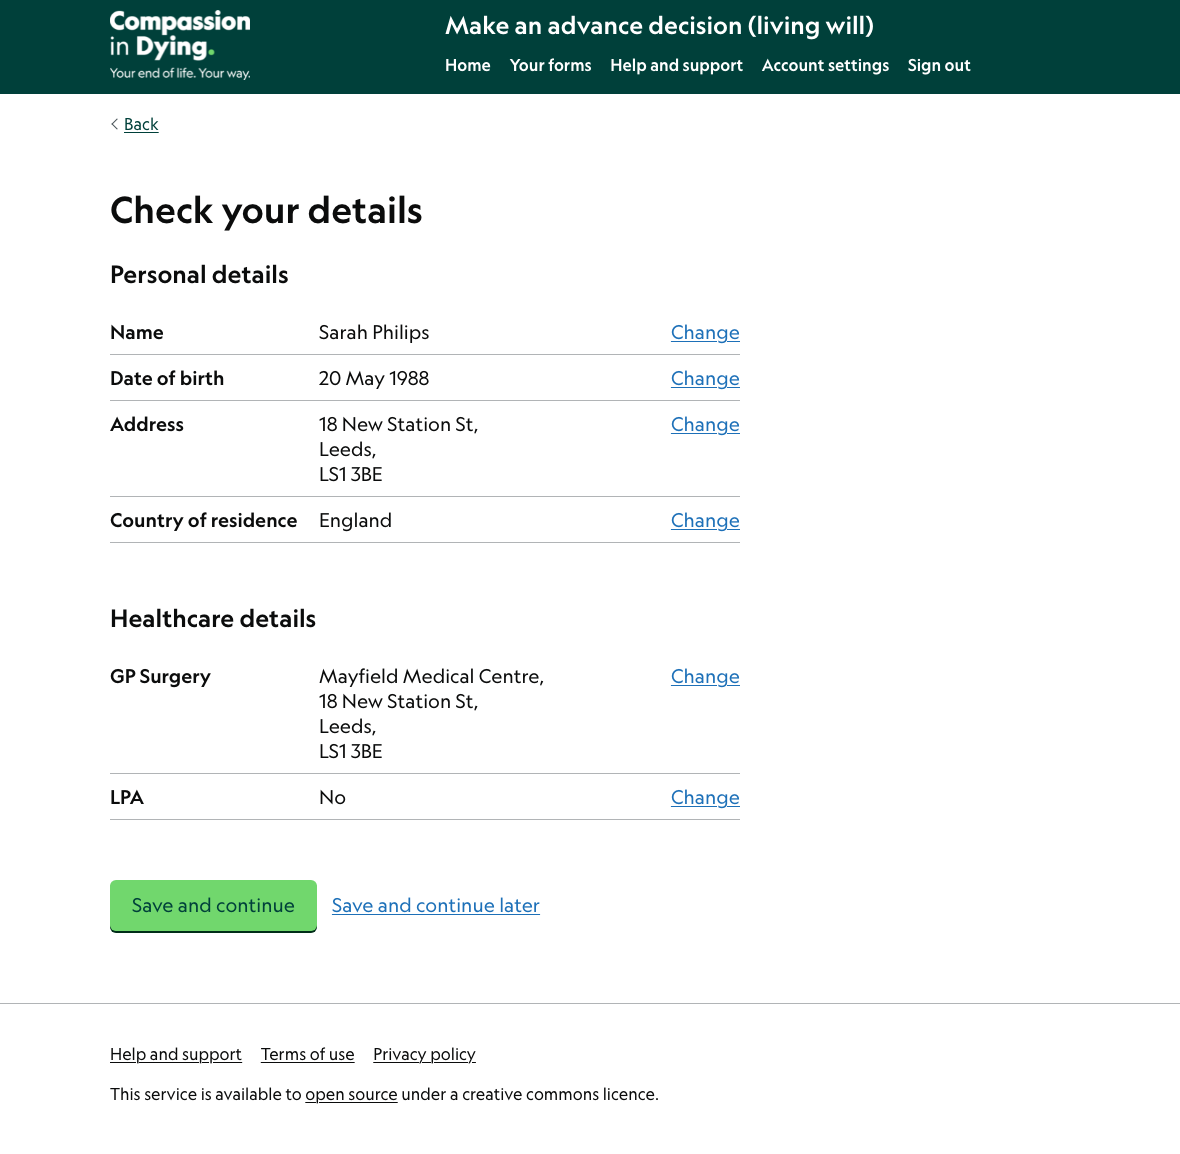 Compassion
in Dying.
Your end of life. Your way.
Make an advance decision (living will)
Home Your forms Help and support Account settings Sign out
Back
Check your details
Personal details
Name Sarah Philips Change
Date of birth 20 May 1988 Change
Address 18 New Station St, Change
Leeds,
LS1 3BE
Country of residence England Change
Healthcare details
GP Surgery Mayfield Medical Centre, Change
18 New Station St,
Leeds,
LS1 3BE
LPA No Change
Save and continue Save and continue later
Help and support Terms of use Privacy policy
This service is available to open source under a creative commons licence.